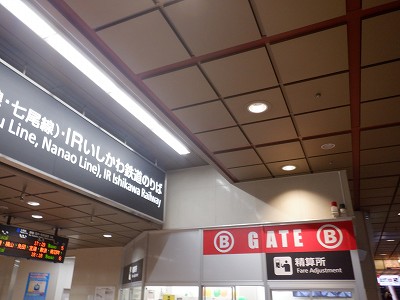 ・七尾線)・IRいしかわ鉄道のりば
Line, Nanao Line), IR Ishikawa Railway
B GATE B
精算所
Fare Adjustment